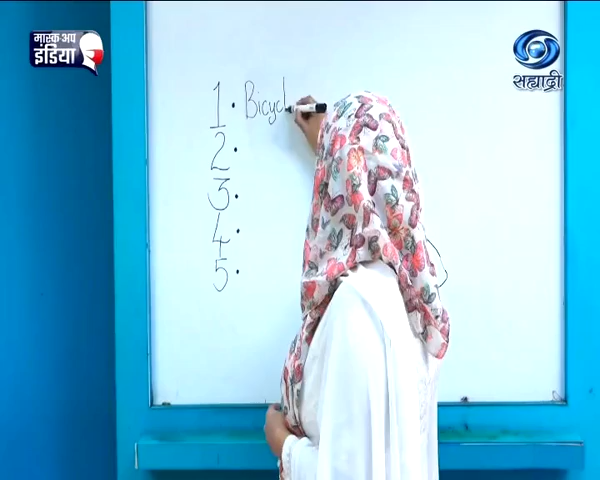 मास्क अप
इंडिया
सह्याद्री
1. Bicycl
2.
3.
4.
5.